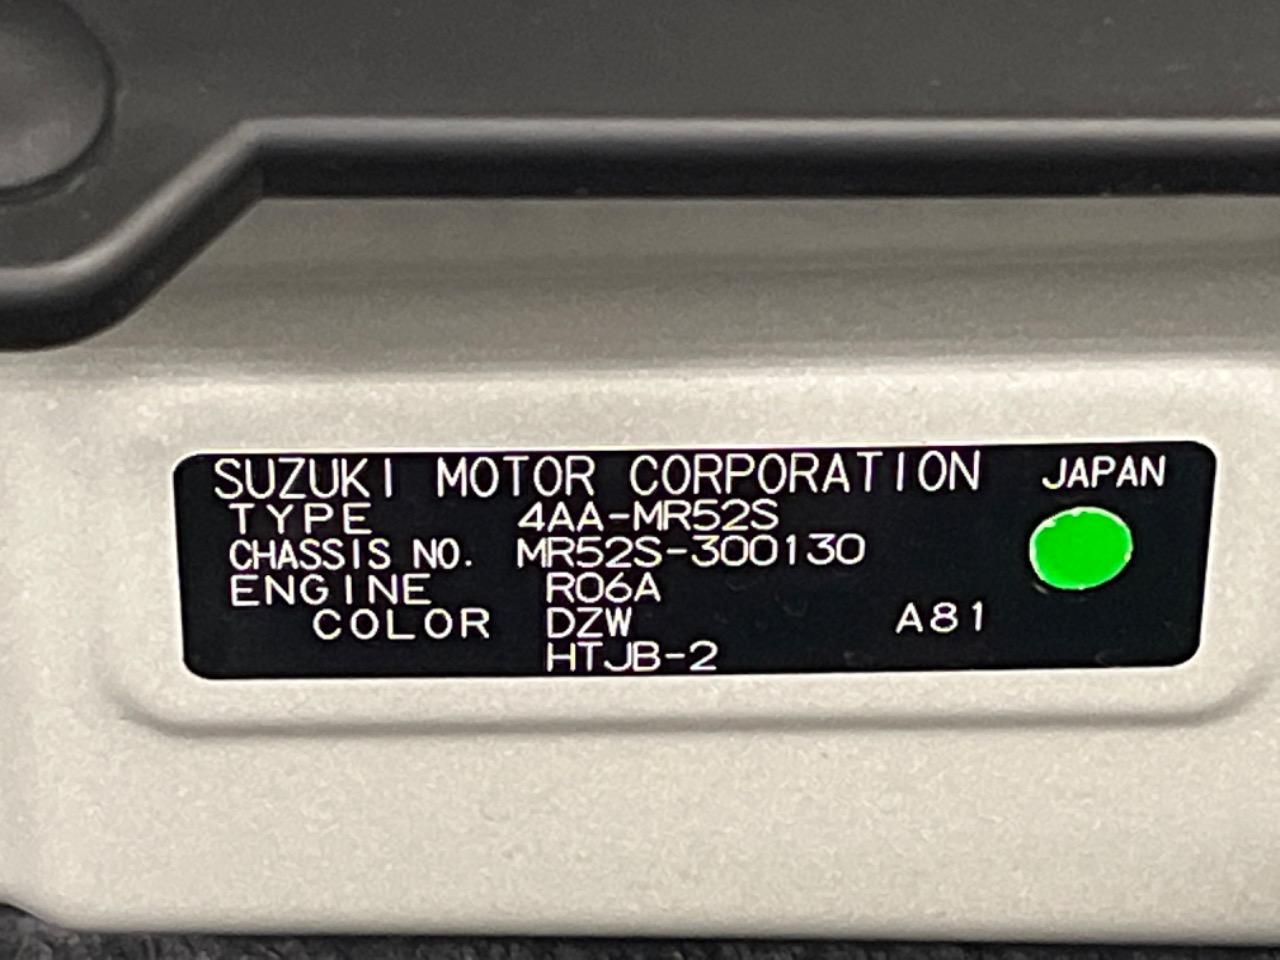 SUZUKI MOTOR CORPORATION JAPAN
TYPE 4AA-MR52S
CHASSIS NO. MR52S-300130
ENGINE R06A
COLOR DZW A81
HTJB-2